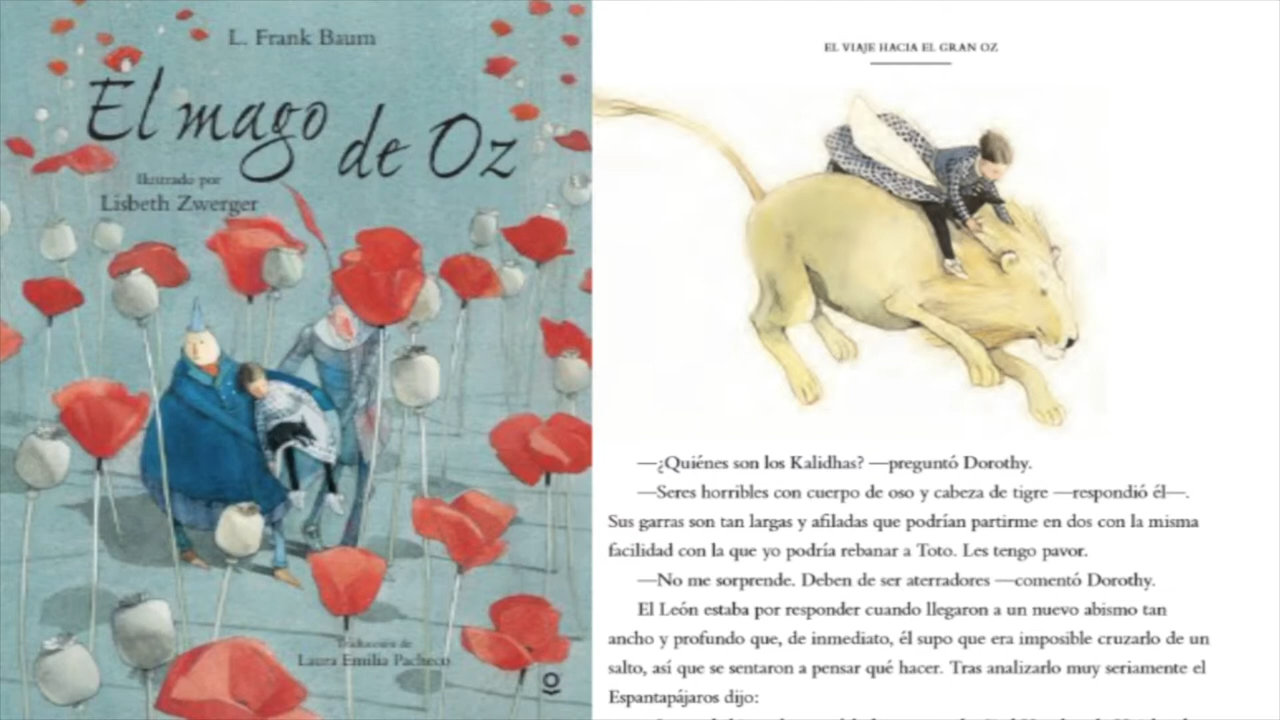 L. Frank Baum
El mago
de Oz
Ilustrado por
Lisbeth Zwerger
Traducción de
Laura Emilia Pacheco
EL VIAJE HACIA EL GRAN OZ
—¿Quiénes son los Kalidhas? —preguntó Dorothy.
—Seres horribles con cuerpo de oso y cabeza de tigre —respondió él—.
Sus garras son tan largas y afiladas que podrían partirme en dos con la misma
facilidad con la que yo podría rebanar a Toto. Les tengo pavor.
—No me sorprende. Deben de ser aterradores —comentó Dorothy.
El León estaba por responder cuando llegaron a un nuevo abismo tan
ancho y profundo que, de inmediato, él supo que era imposible cruzarlo de un
salto, así que se sentaron a pensar qué hacer. Tras analizarlo muy seriamente el
Espantapájaros dijo: